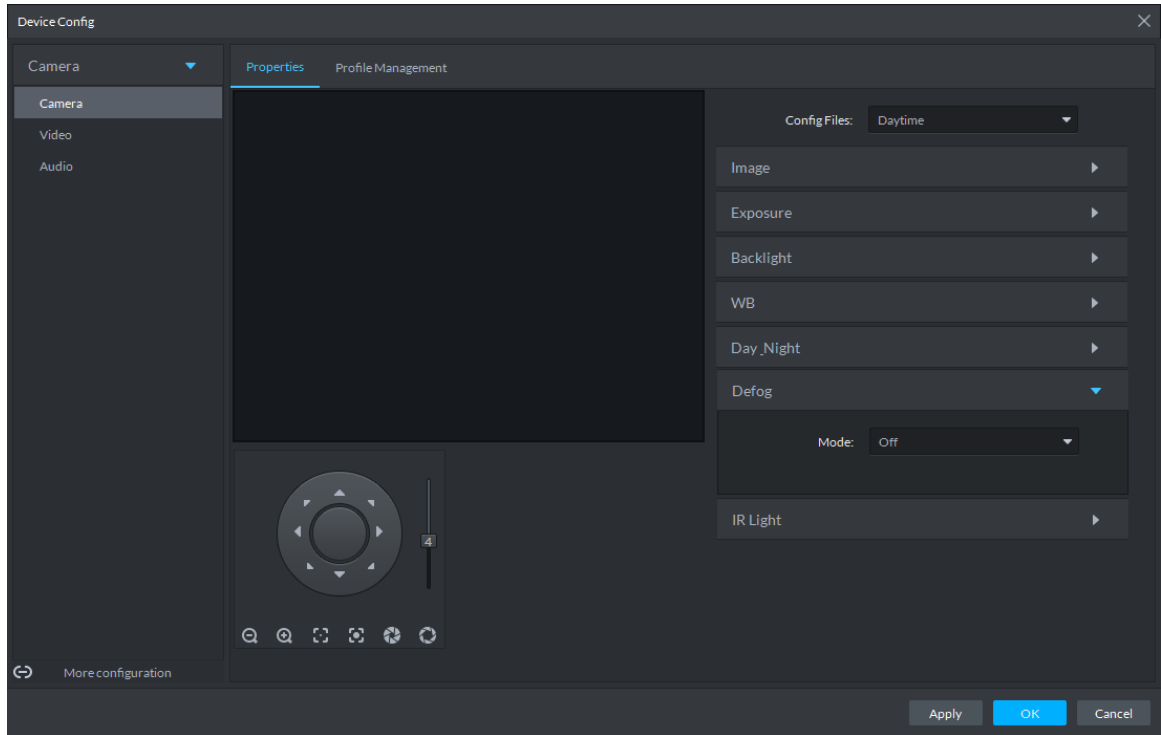 Device Config
Camera
Camera
Video
Audio
More configuration
Properties
Profile Management
Config Files:
Daytime
Image
Exposure
Backlight
WB
Day_Night
Defog
Mode:
Off
IR Light
4
Apply
OK
Cancel